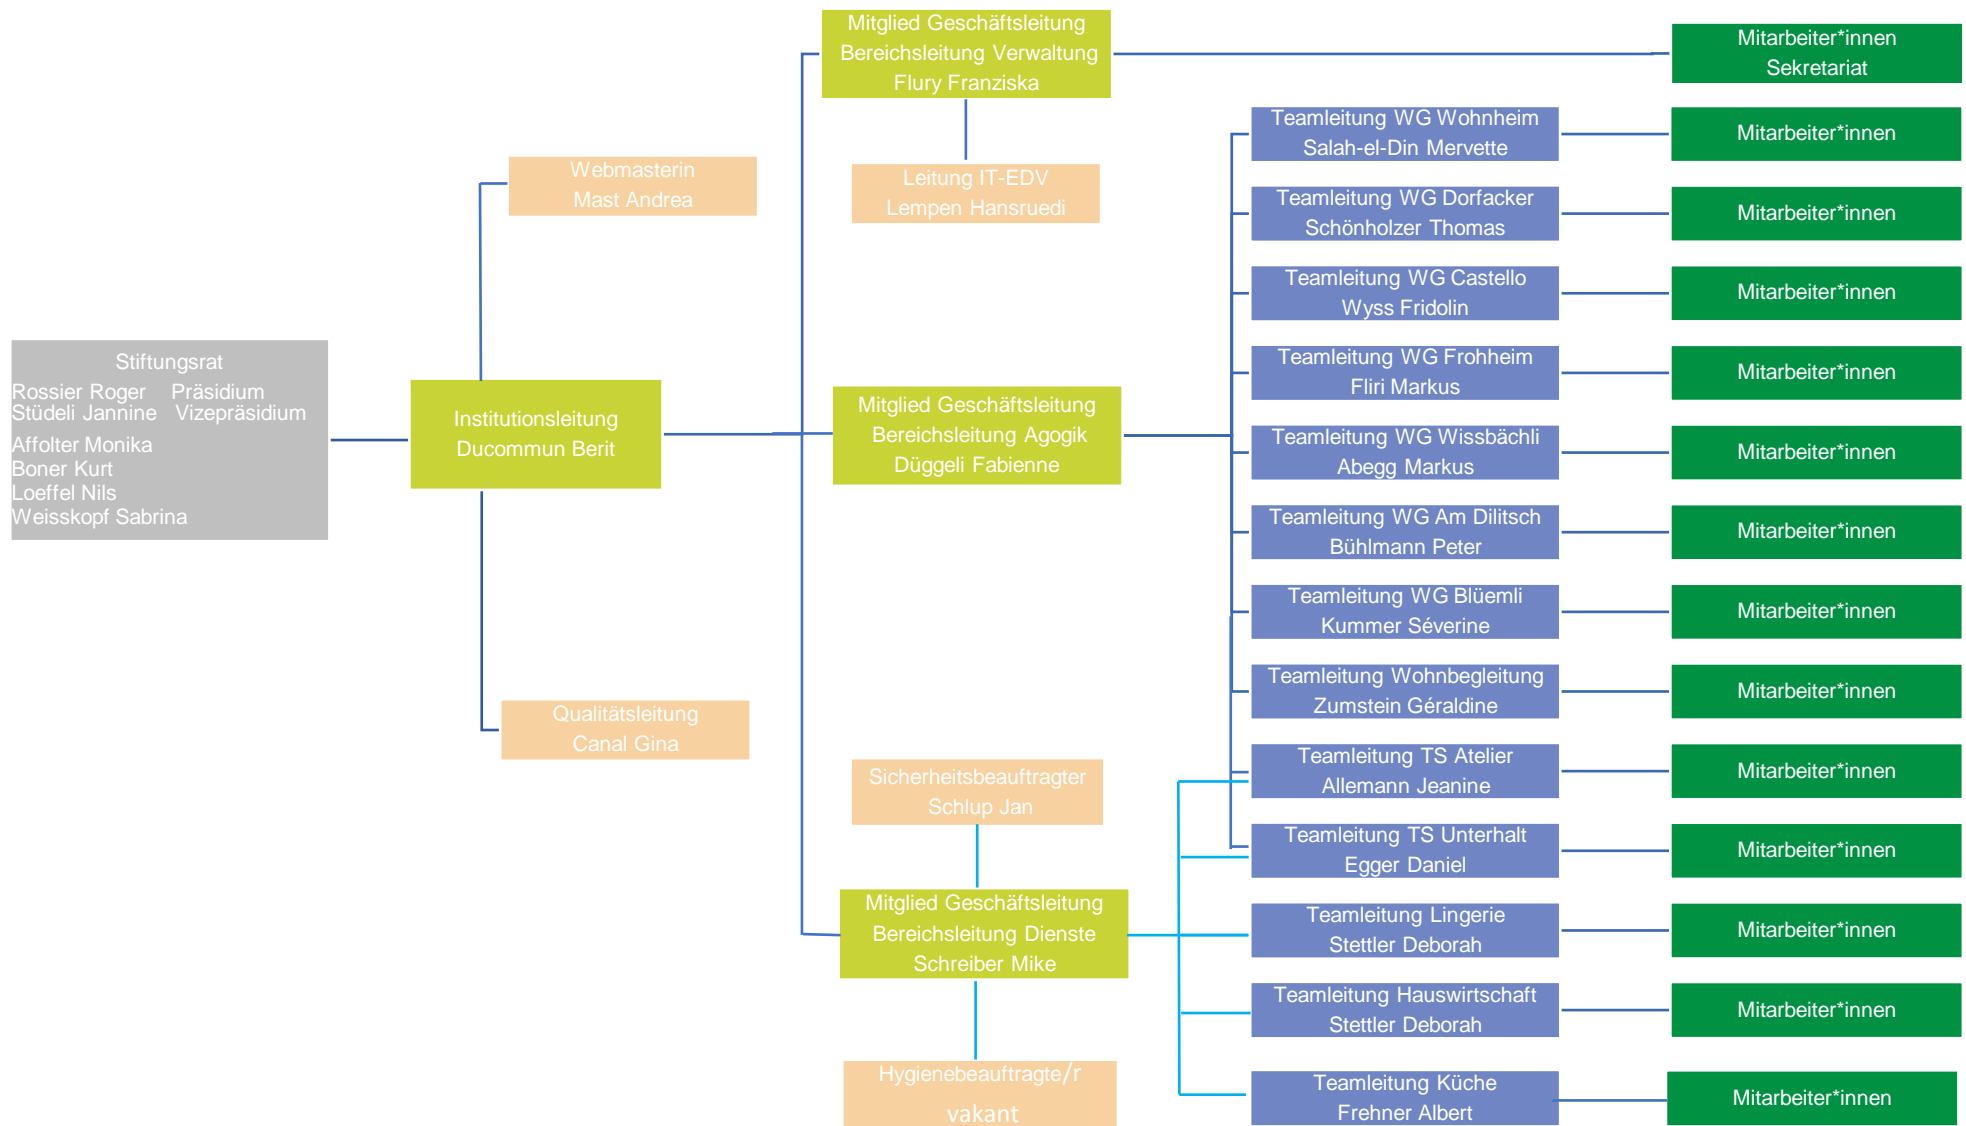 Stiftungsrat
Rossier Roger Präsidium
Stüdeli Jannine Vizepräsidium
Affolter Monika
Boner Kurt
Loeffel Nils
Weisskopf Sabrina
Institutionsleitung
Ducommun Berit
Webmasterin
Mast Andrea
Qualitätsleitung
Canal Gina
Mitglied Geschäftsleitung
Bereichsleitung Verwaltung
Flury Franziska
Leitung IT-EDV
Lempen Hansruedi
Mitglied Geschäftsleitung
Bereichsleitung Agogik
Düggeli Fabienne
Sicherheitsbeauftragter
Schlup Jan
Mitglied Geschäftsleitung
Bereichsleitung Dienste
Schreiber Mike
Hygienebeauftragte/r
vakant
Mitarbeiter*innen
Sekretariat
Teamleitung WG Wohnheim
Salah-el-Din Mervette
Mitarbeiter*innen
Teamleitung WG Dorfacker
Schönholzer Thomas
Mitarbeiter*innen
Teamleitung WG Castello
Wyss Fridolin
Mitarbeiter*innen
Teamleitung WG Frohheim
Fliri Markus
Mitarbeiter*innen
Teamleitung WG Wissbächli
Abegg Markus
Mitarbeiter*innen
Teamleitung WG Am Dilitsch
Bühlmann Peter
Mitarbeiter*innen
Teamleitung WG Blüemli
Kummer Séverine
Mitarbeiter*innen
Teamleitung Wohnbegleitung
Zumstein Géraldine
Mitarbeiter*innen
Teamleitung TS Atelier
Allemann Jeanine
Mitarbeiter*innen
Teamleitung TS Unterhalt
Egger Daniel
Mitarbeiter*innen
Teamleitung Lingerie
Stettler Deborah
Mitarbeiter*innen
Teamleitung Hauswirtschaft
Stettler Deborah
Mitarbeiter*innen
Teamleitung Küche
Frehner Albert
Mitarbeiter*innen